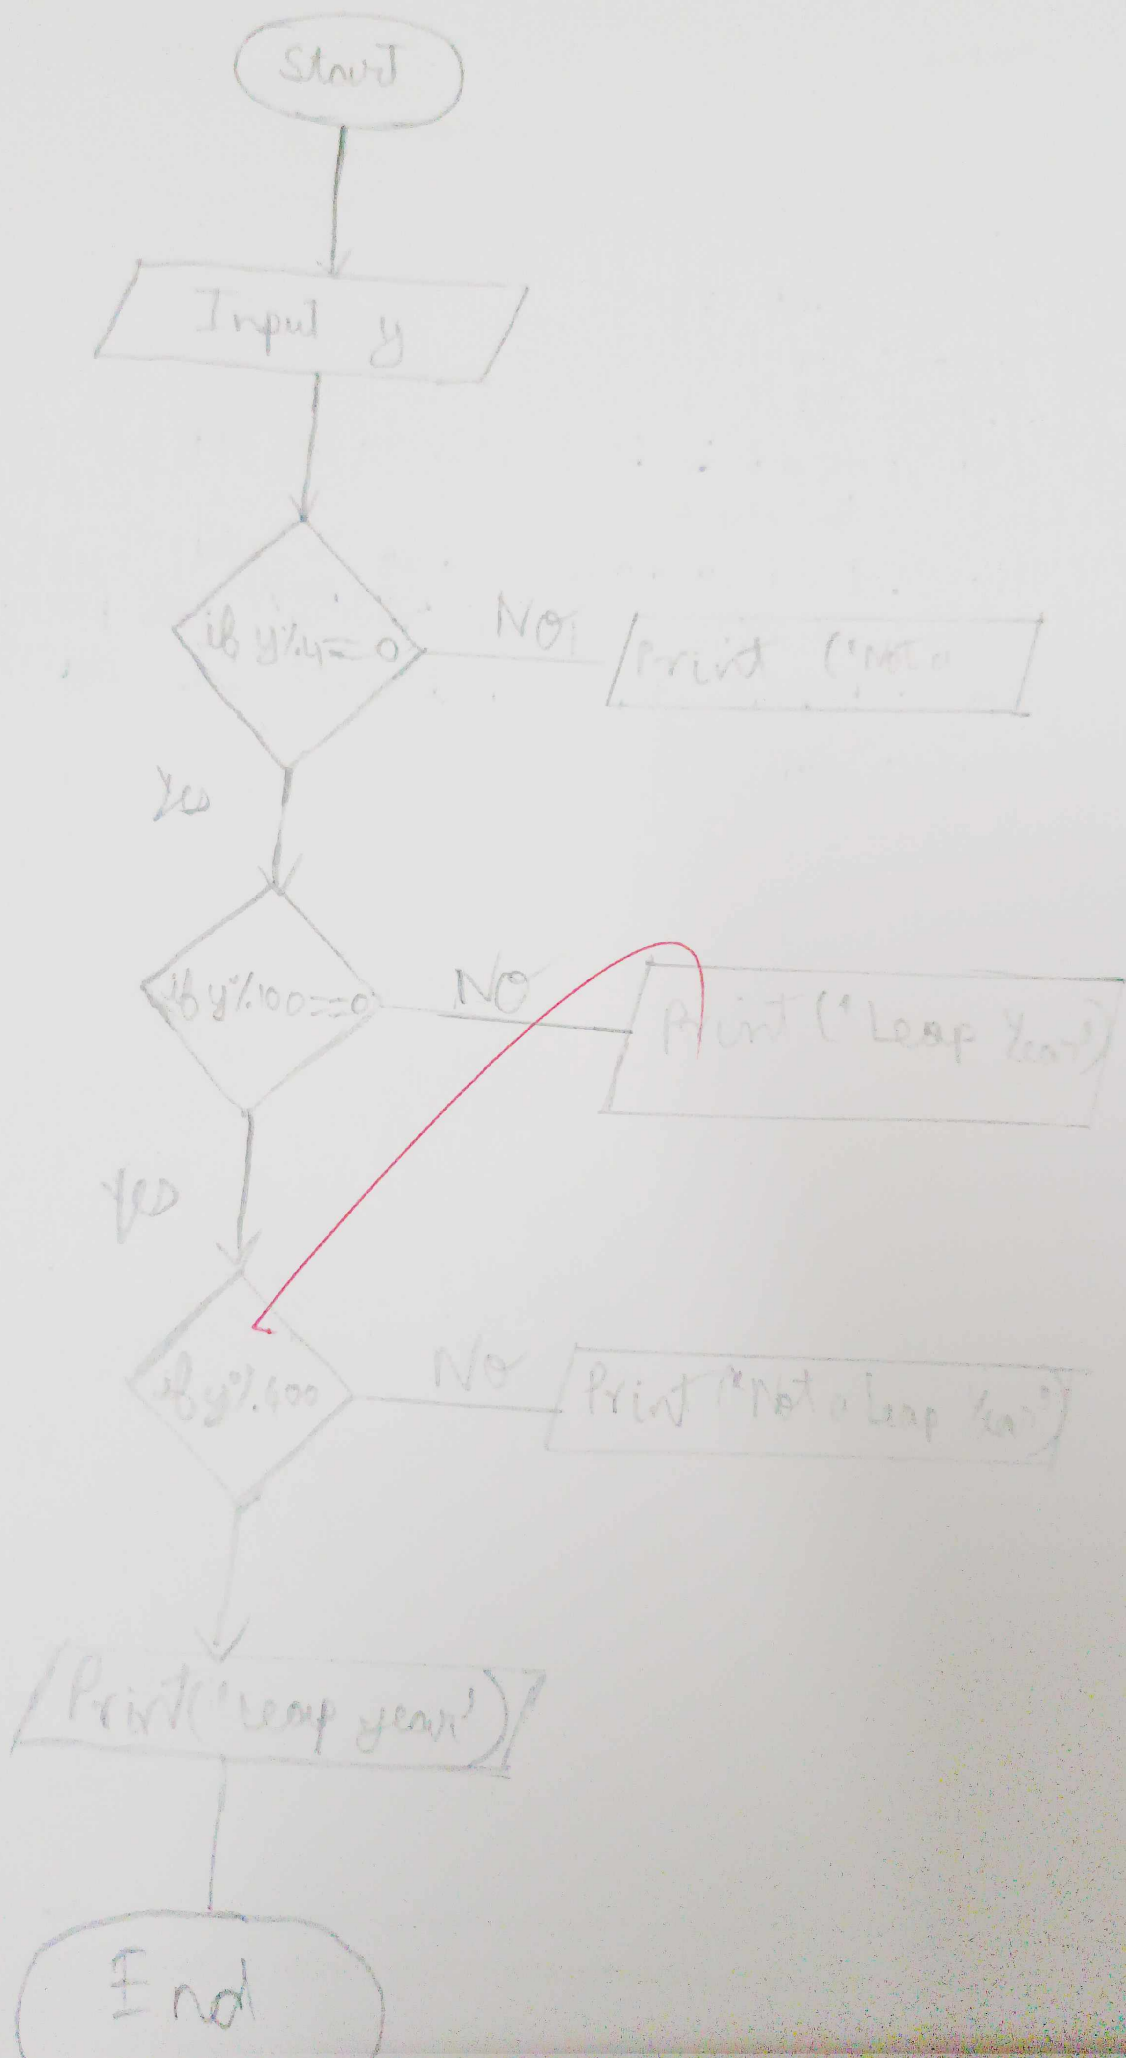 Start
Input y
if y%4==0
NO
Print ('Not a
Yes
if y%100==0
NO
Print ('Leap Year')
Yes
if y%400
NO
Print ("Not a Leap Year")
Print('Leap year')
End